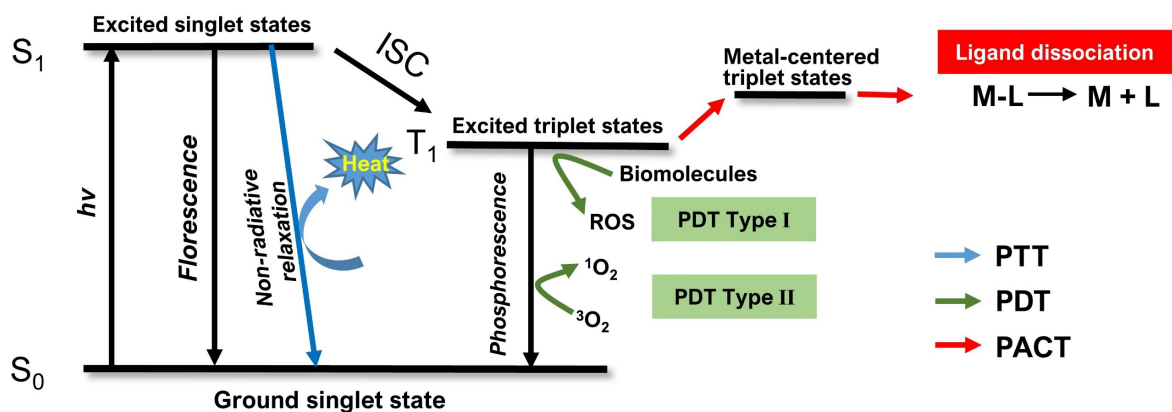 Excited singlet states
S1
ISC
Metal-centered
triplet states
Ligand dissociation
M-L → M + L
T1
Excited triplet states
hv
Florescence
Non-radiative
relaxation
Heat
Phosphorescence
Biomolecules
ROS
PDT Type I
¹O₂
PDT Type II
³O₂
PTT
PDT
PACT
S0
Ground singlet state